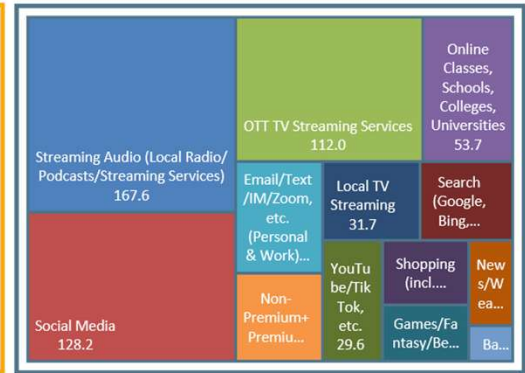 Streaming Audio (Local Radio/
Podcasts/Streaming Services)
167.6
Social Media
128.2
OTT TV Streaming Services
112.0
Online
Classes,
Schools,
Colleges,
Universities
53.7
Email/Text
/IM/Zoom,
etc.
(Personal
& Work)...
Non-
Premium+
Premiu...
Local TV
Streaming
31.7
Search
(Google,
Bing,...
YouTu
be/Tik
Tok,
etc.
29.6
Shopping
(incl....
Games/Fa
ntasy/Be...
New
s/W
ea...
Ba...